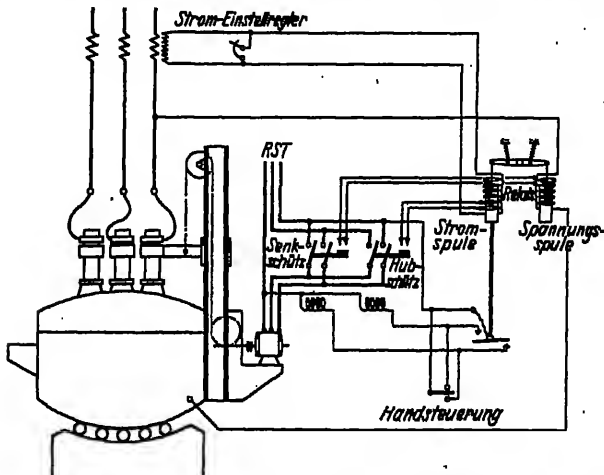 Strom-Einstellregler
RST
Relais
Strom-
spule
Spannungs-
spule
Senk-
schütz
Hub-
schütz
Handsteuerung